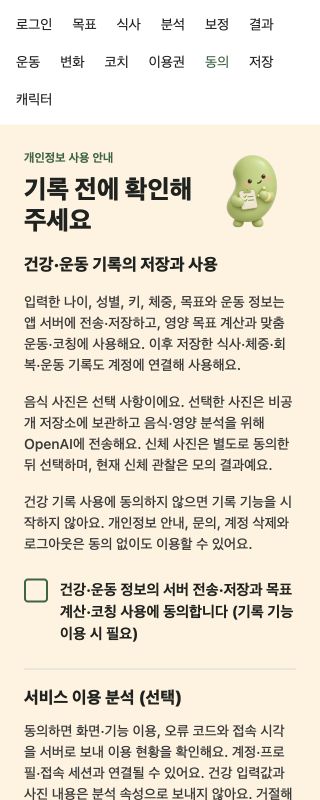 로그인 목표 식사 분석 보정 결과
운동 변화 코치 이용권 동의 저장
캐릭터
개인정보 사용 안내
기록 전에 확인해
주세요
건강·운동 기록의 저장과 사용
입력한 나이, 성별, 키, 체중, 목표와 운동 정보는
앱 서버에 전송·저장하고, 영양 목표 계산과 맞춤
운동·코칭에 사용해요. 이후 저장한 식사·체중·회
복·운동 기록도 계정에 연결해 사용해요.
음식 사진은 선택 사항이에요. 선택한 사진은 비공
개 저장소에 보관하고 음식·영양 분석을 위해
OpenAI에 전송해요. 신체 사진은 별도로 동의한
뒤 선택하며, 현재 신체 관찰은 모의 결과예요.
건강 기록 사용에 동의하지 않으면 기록 기능을 시
작하지 않아요. 개인정보 안내, 문의, 계정 삭제와
로그아웃은 동의 없이도 이용할 수 있어요.
건강·운동 정보의 서버 전송·저장과 목표
계산·코칭 사용에 동의합니다 (기록 기능
이용 시 필요)
서비스 이용 분석 (선택)
동의하면 화면·기능 이용, 오류 코드와 접속 시각
을 서버로 보내 이용 현황을 확인해요. 계정·프로
필·접속 세션과 연결될 수 있어요. 건강 입력값과
사진 내용은 분석 속성으로 보내지 않아요. 거절해